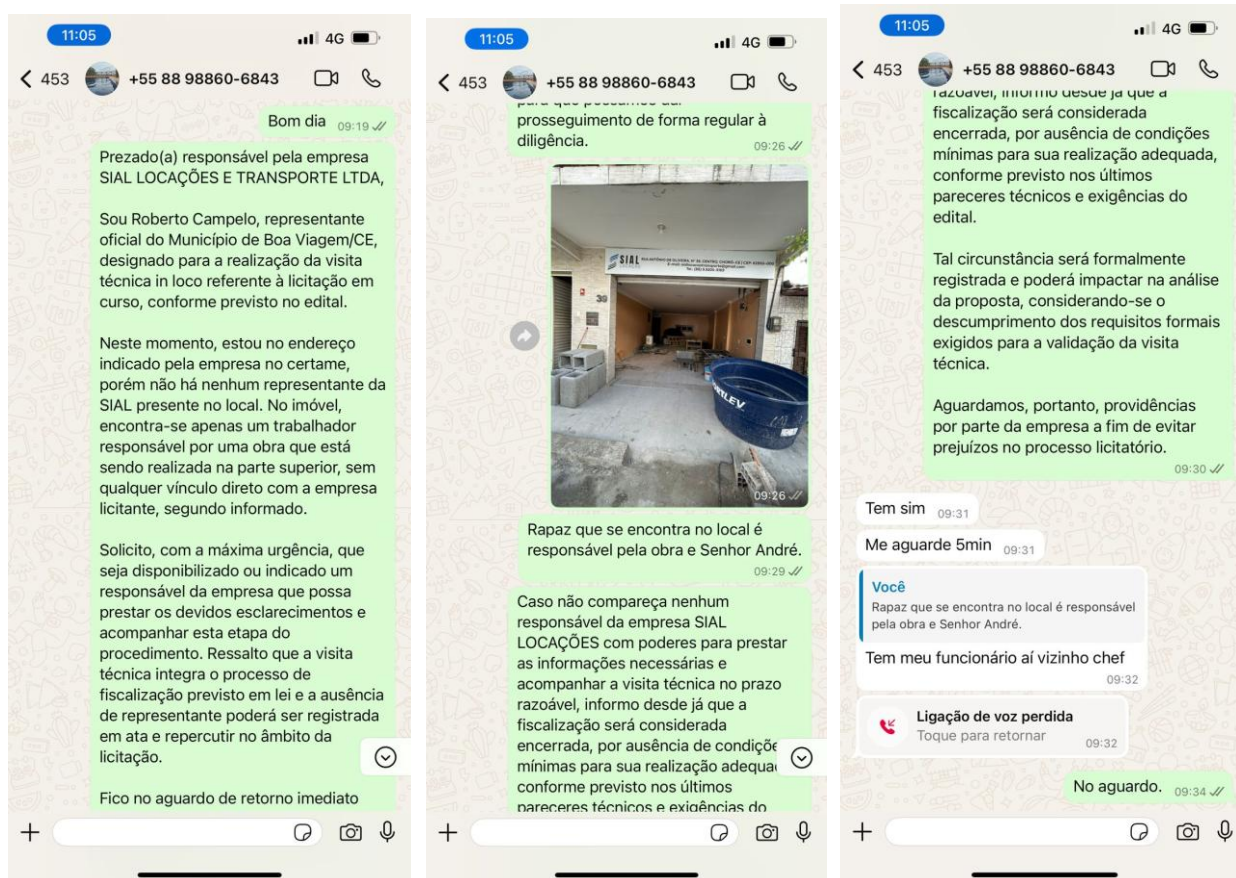 11:05
4G
453
+55 88 98860-6843
Bom dia 09:19
Prezado(a) responsável pela empresa
SIAL LOCAÇÕES E TRANSPORTE LTDA,
Sou Roberto Campelo, representante
oficial do Município de Boa Viagem/CE,
designado para a realização da visita
técnica in loco referente à licitação em
curso, conforme previsto no edital.
Neste momento, estou no endereço
indicado pela empresa no certame,
porém não há nenhum representante da
SIAL presente no local. No imóvel,
encontra-se apenas um trabalhador
responsável por uma obra que está
sendo realizada na parte superior, sem
qualquer vínculo direto com a empresa
licitante, segundo informado.
Solicito, com a máxima urgência, que
seja disponibilizado ou indicado um
responsável da empresa que possa
prestar os devidos esclarecimentos e
acompanhar esta etapa do
procedimento. Ressalto que a visita
técnica integra o processo de
fiscalização previsto em lei e a ausência
de representante poderá ser registrada
em ata e repercutir no âmbito da
licitação.
Fico no aguardo de retorno imediato
11:05
4G
453
+55 88 98860-6843
para que possamos dar
prosseguimento de forma regular à
diligência.
09:26
SIAL
39
FORTLEV
09:26
Rapaz que se encontra no local é
responsável pela obra e Senhor André.
09:29
Caso não compareça nenhum
responsável da empresa SIAL
LOCAÇÕES com poderes para prestar
as informações necessárias e
acompanhar a visita técnica no prazo
razoável, informo desde já que a
fiscalização será considerada
encerrada, por ausência de condiçõe
mínimas para sua realização adequa
conforme previsto nos últimos
pareceres técnicos e exigências do
11:05
4G
453
+55 88 98860-6843
razoável, informo desde já que a
fiscalização será considerada
encerrada, por ausência de condições
mínimas para sua realização adequada,
conforme previsto nos últimos
pareceres técnicos e exigências do
edital.
Tal circunstância será formalmente
registrada e poderá impactar na análise
da proposta, considerando-se o
descumprimento dos requisitos formais
exigidos para a validação da visita
técnica.
Aguardamos, portanto, providências
por parte da empresa a fim de evitar
prejuízos no processo licitatório.
09:30
Tem sim 09:31
Me aguarde 5min 09:31
Você
Rapaz que se encontra no local é responsável
pela obra e Senhor André.
Tem meu funcionário aí vizinho chef
09:32
Ligação de voz perdida
Toque para retornar 09:32
No aguardo. 09:34